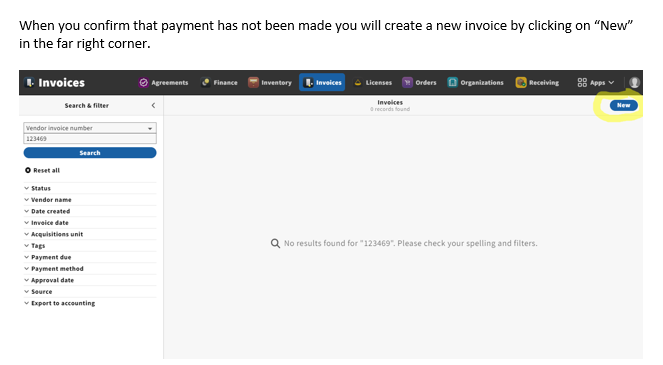 When you confirm that payment has not been made you will create a new invoice by clicking on “New”
in the far right corner.
Invoices
Agreements
Finance
Inventory
Invoices
Licenses
Orders
Organizations
Receiving
Apps
Search & filter
Invoices
0 records found
New
Vendor invoice number
123469
Search
Reset all
Status
Vendor name
Date created
Invoice date
Acquisitions unit
Tags
Payment due
Payment method
Approval date
Source
Export to accounting
No results found for "123469". Please check your spelling and filters.